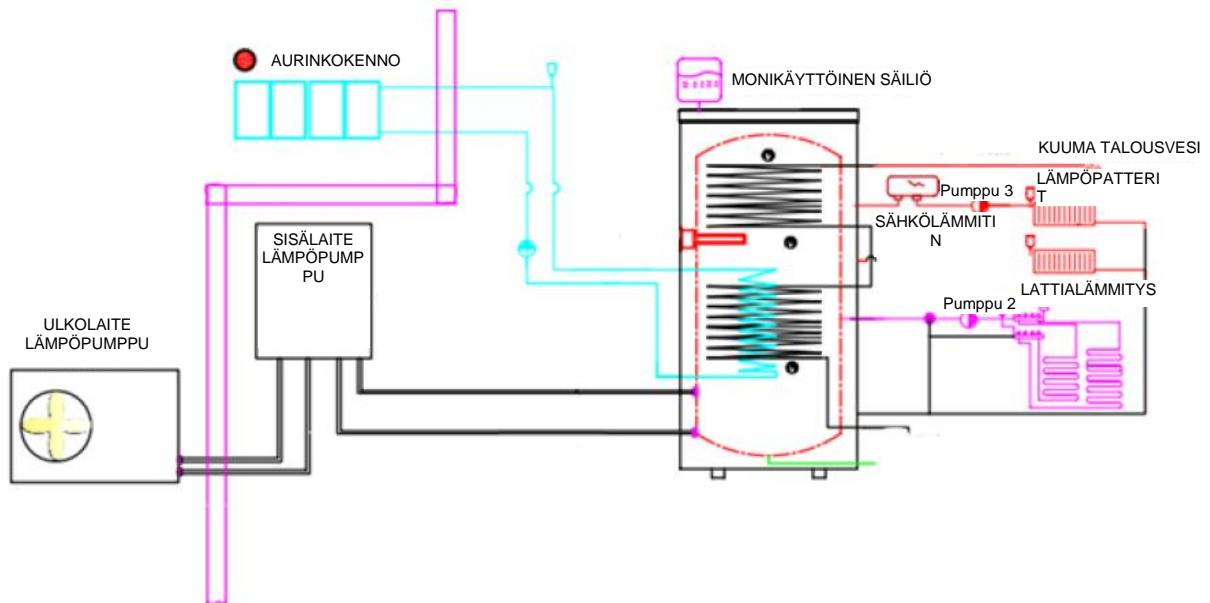 AURINKOKENNO
MONIKÄYTTÖINEN SÄILIÖ
KUUMA TALOUSVESI
Pumppu 3
LÄMPÖPATTERI
T
SÄHKÖLÄMMITI
N
SISÄLAITE
LÄMPÖPUMP
PU
LATTIALÄMMITYS
Pumppu 2
ULKOLAITE
LÄMPÖPUMPPU